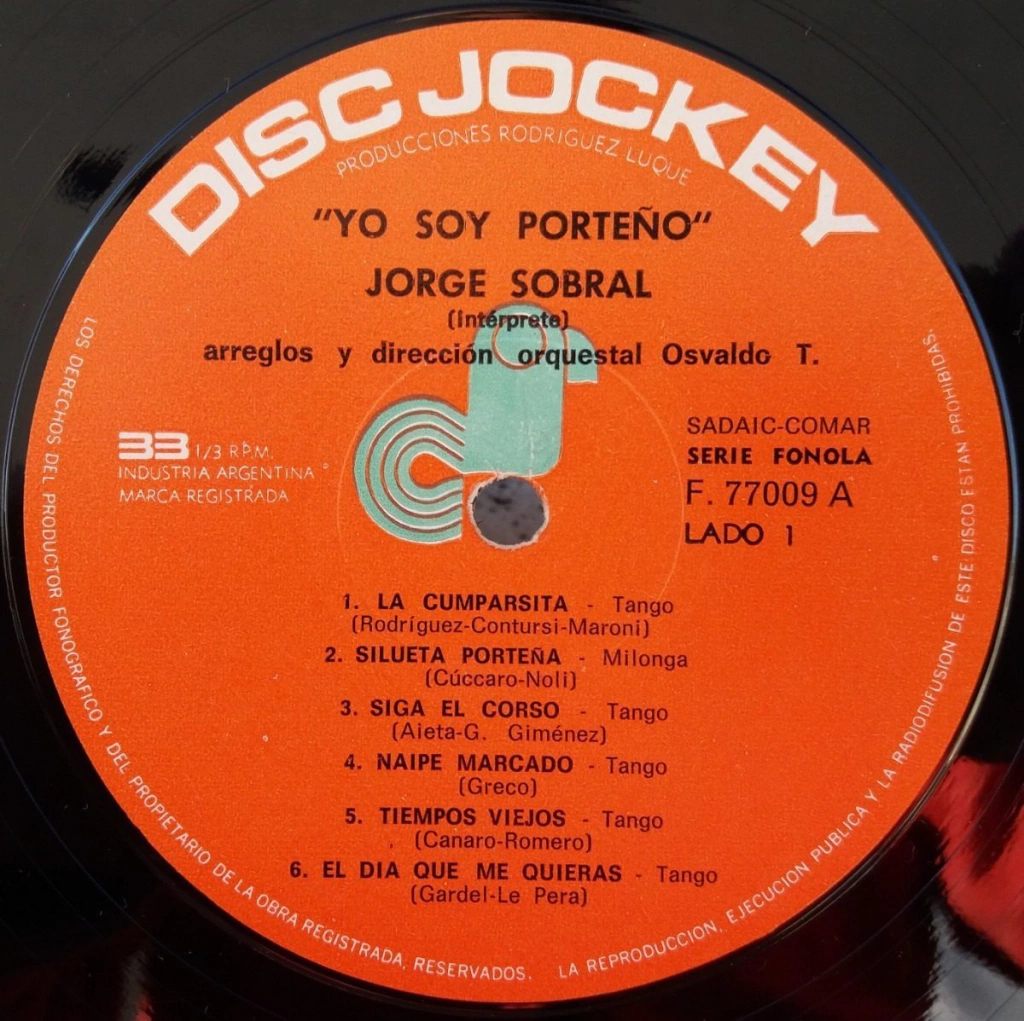 DISC JOCKEY
PRODUCCIONES RODRIGUEZ LUQUE
"YO SOY PORTEÑO"
JORGE SOBRAL
(Intérprete)
arreglos y dirección orquestal Osvaldo T.
33 1/3 R.P.M.
INDUSTRIA ARGENTINA
MARCA REGISTRADA
SADAIC-COMAR
SERIE FONOLA
F. 77009 A
LADO 1
1. LA CUMPARSITA - Tango
(Rodríguez-Contursi-Maroni)
2. SILUETA PORTEÑA - Milonga
(Cúccaro-Noli)
3. SIGA EL CORSO - Tango
(Aieta-G. Giménez)
4. NAIPE MARCADO - Tango
(Greco)
5. TIEMPOS VIEJOS - Tango
(Canaro-Romero)
6. EL DIA QUE ME QUIERAS - Tango
(Gardel-Le Pera)
LOS DERECHOS DEL PRODUCTOR FONOGRAFICO Y DEL PROPIETARIO DE LA OBRA REGISTRADA, RESERVADOS. LA REPRODUCCION, EJECUCION PUBLICA Y LA RADIODIFUSION DE ESTE DISCO ESTAN PROHIBIDAS.